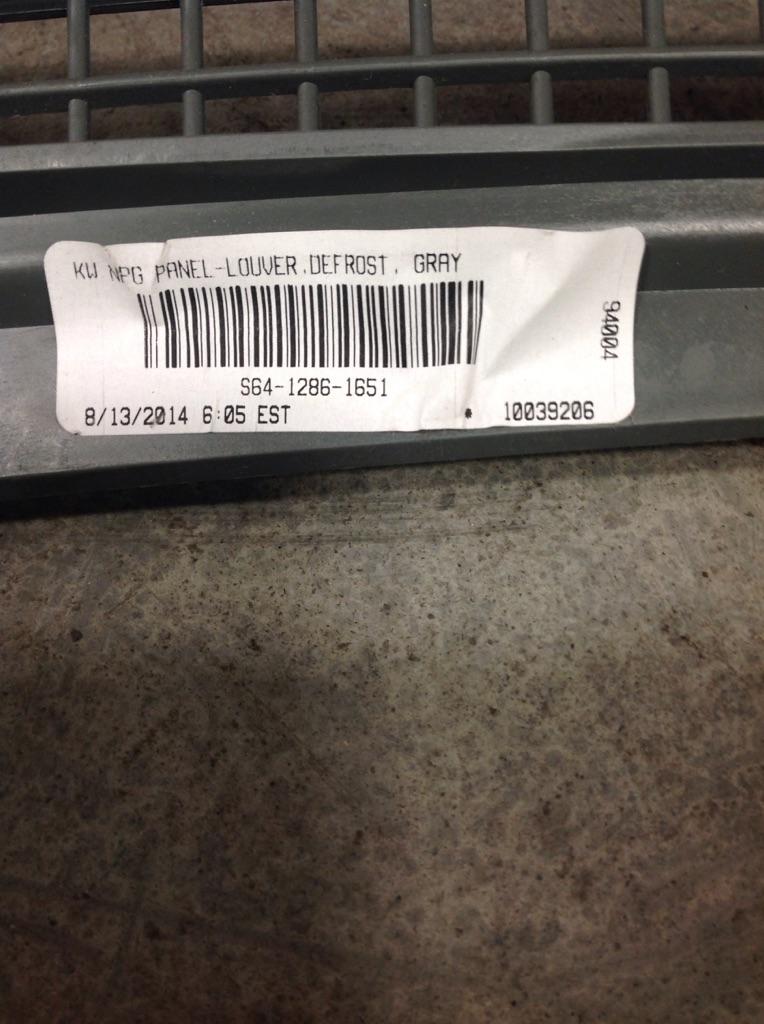 KW NPG PANEL-LOUVER,DEFROST, GRAY
S64-1286-1651
8/13/2014 6:05 EST * 10039206
94004